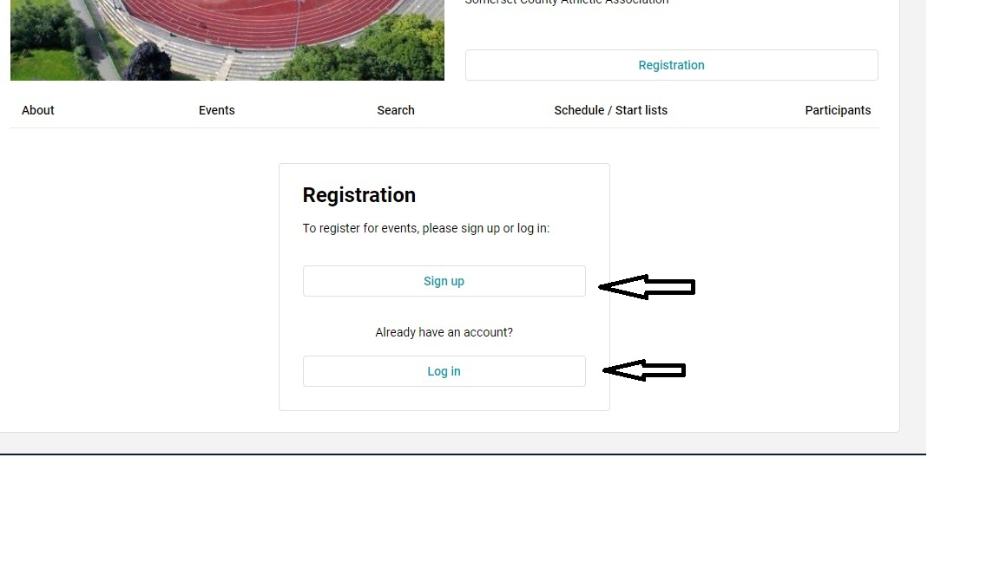 Somerset County Athletic Association
Registration
About Events Search Schedule / Start lists Participants
Registration
To register for events, please sign up or log in:
Sign up
Already have an account?
Log in